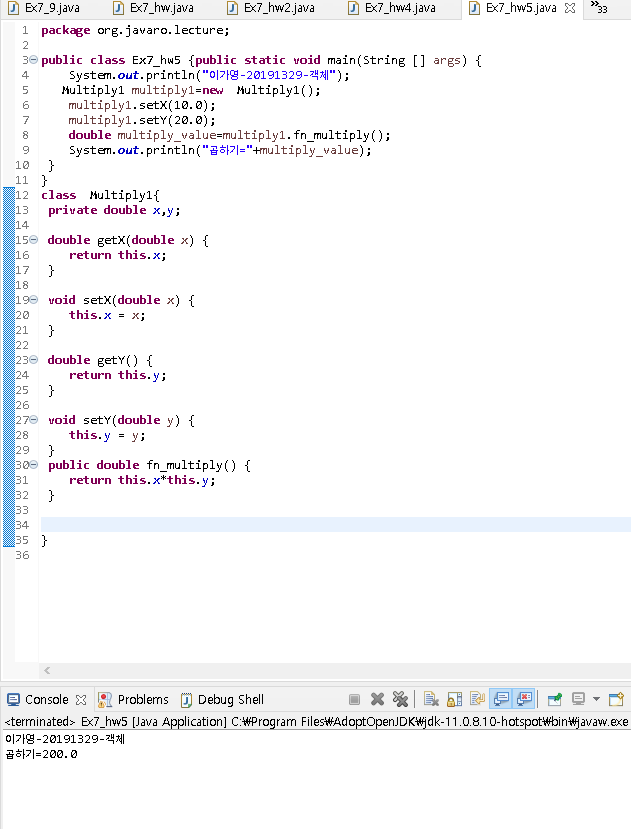 Ex7_9.java Ex7_hw.java Ex7_hw2.java Ex7_hw4.java Ex7_hw5.java »33
1 package org.javaro.lecture;
2
3 public class Ex7_hw5 {public static void main(String [] args) {
4 System.out.println("이가영-20191329-객체");
5 Multiply1 multiply1=new  Multiply1();
6 multiply1.setX(10.0);
7 multiply1.setY(20.0);
8 double multiply_value=multiply1.fn_multiply();
9 System.out.println("곱하기="+multiply_value);
10 }
11 }
12 class  Multiply1{
13 private double x,y;
14
15 double getX(double x) {
16 return this.x;
17 }
18
19 void setX(double x) {
20 this.x = x;
21 }
22
23 double getY() {
24 return this.y;
25 }
26
27 void setY(double y) {
28 this.y = y;
29 }
30 public double fn_multiply() {
31 return this.x*this.y;
32 }
33
34
35 }
36
Console Problems Debug Shell
<terminated> Ex7_hw5 [Java Application] C:₩Program Files₩AdoptOpenJDK₩jdk-11.0.8.10-hotspot₩bin₩javaw.exe
이가영-20191329-객체
곱하기=200.0